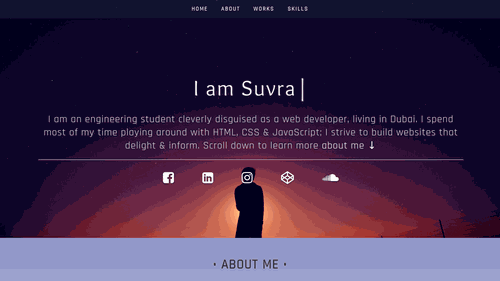 HOME ABOUT WORKS SKILLS
I am Suvra
I am an engineering student cleverly disguised as a web developer, living in Dubai. I spend
most of my time playing around with HTML, CSS & JavaScript; I strive to build websites that
delight & inform. Scroll down to learn more about me ↓
• ABOUT ME •